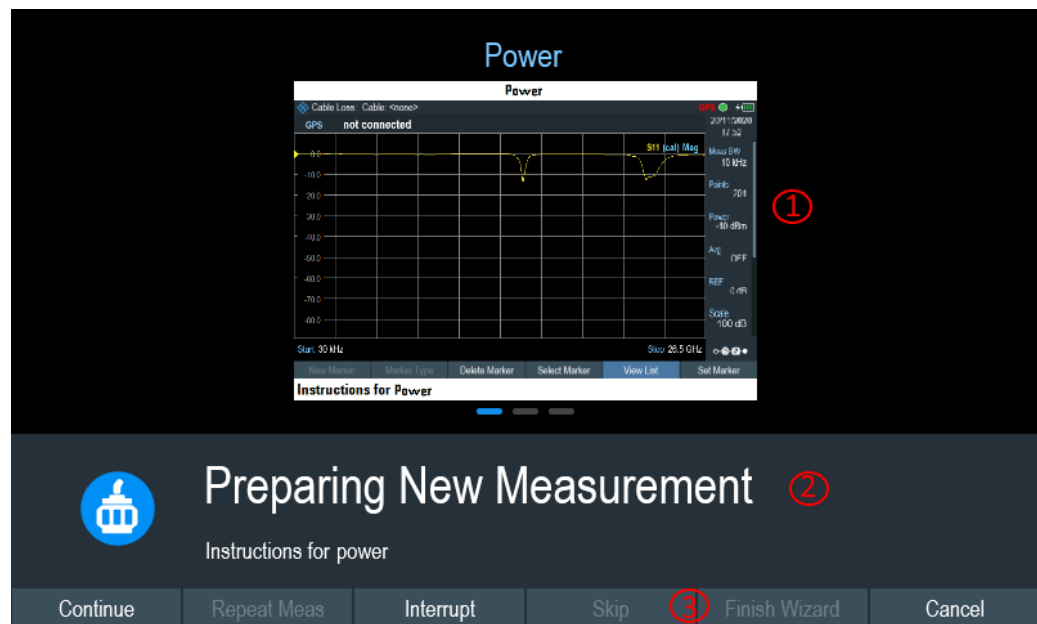 Power
Power
Cable Loss: Cable: <none>
GPS
GPS not connected
20/11/2020
17:52
S11 (cal) Mag
Meas BW
10 kHz
Points
201
Power
-10 dBm
Avg
OFF
REF
0 dB
Scale
100 dB
0.0
-10.0
-20.0
-30.0
-40.0
-50.0
-60.0
-70.0
-80.0
Start 30 kHz
Stop 26.5 GHz
New Marker Marker Type Delete Marker Select Marker View List Set Marker
Instructions for Power
1
Preparing New Measurement 2
Instructions for power
Continue Repeat Meas Interrupt Skip 3 Finish Wizard Cancel